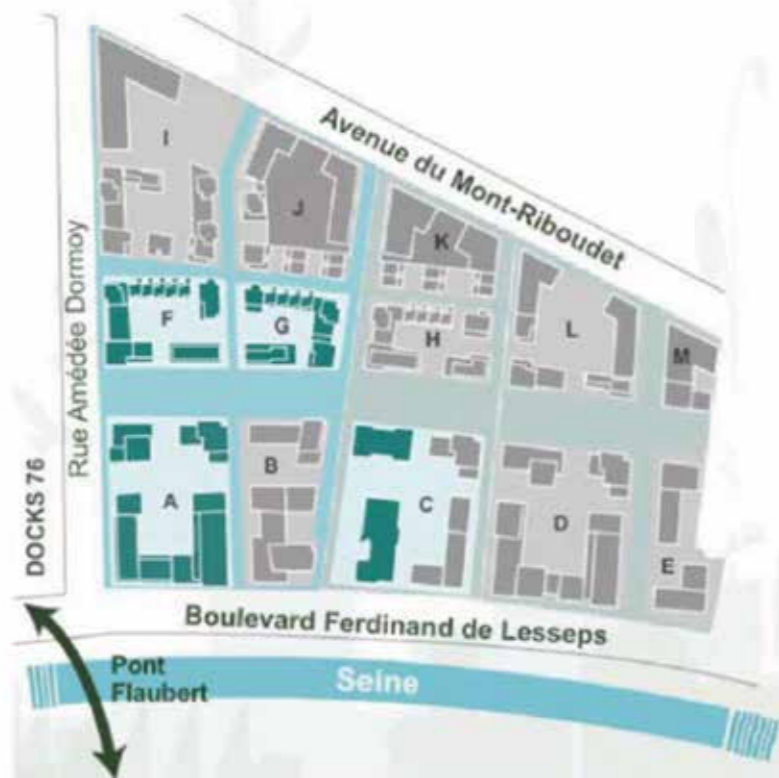 Avenue du Mont-Riboudet
I
J
K
Rue Amédée Dormoy
F
G
H
L
M
DOCKS 76
A
B
C
D
E
Boulevard Ferdinand de Lesseps
Pont
Flaubert
Seine